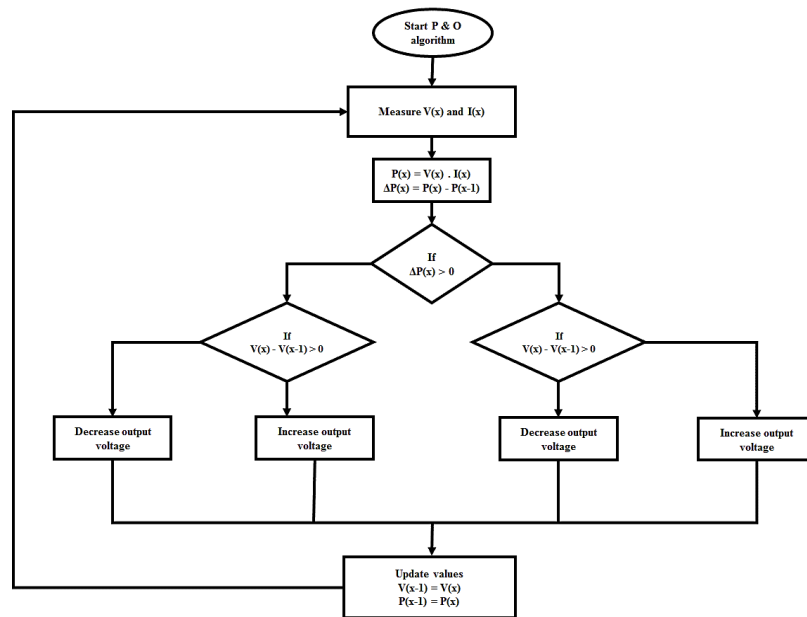 Start P & O
algorithm
Measure V(x) and I(x)
P(x) = V(x) . I(x)
ΔP(x) = P(x) - P(x-1)
If
ΔP(x) > 0
If
V(x) - V(x-1) > 0
If
V(x) - V(x-1) > 0
Decrease output
voltage
Increase output
voltage
Decrease output
voltage
Increase output
voltage
Update values
V(x-1) = V(x)
P(x-1) = P(x)